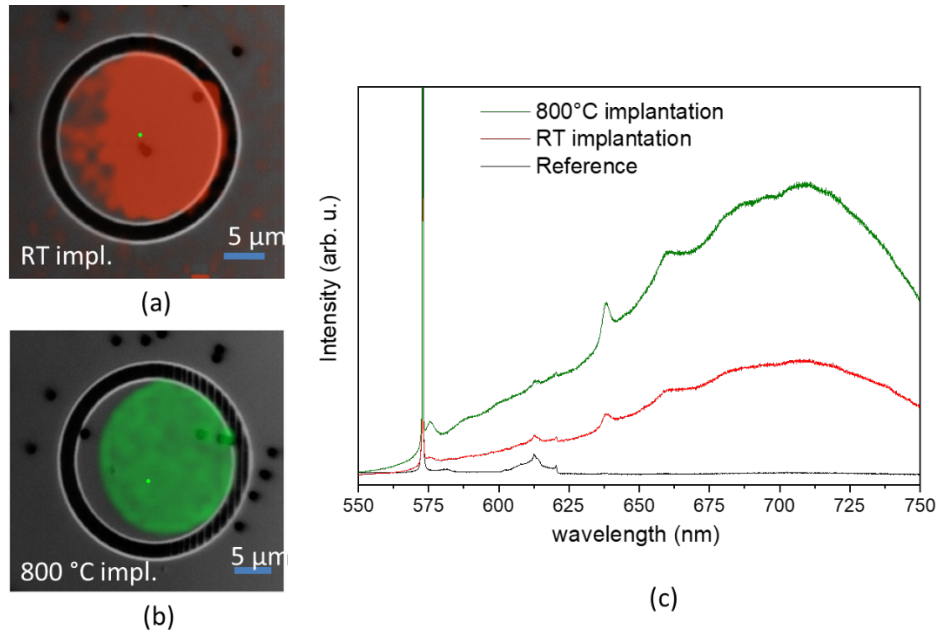 5 μm
RT impl.
(a)
5 μm
800 °C impl.
(b)
800°C implantation
RT implantation
Reference
Intensity (arb. u.)
550 575 600 625 650 675 700 725 750
wavelength (nm)
(c)